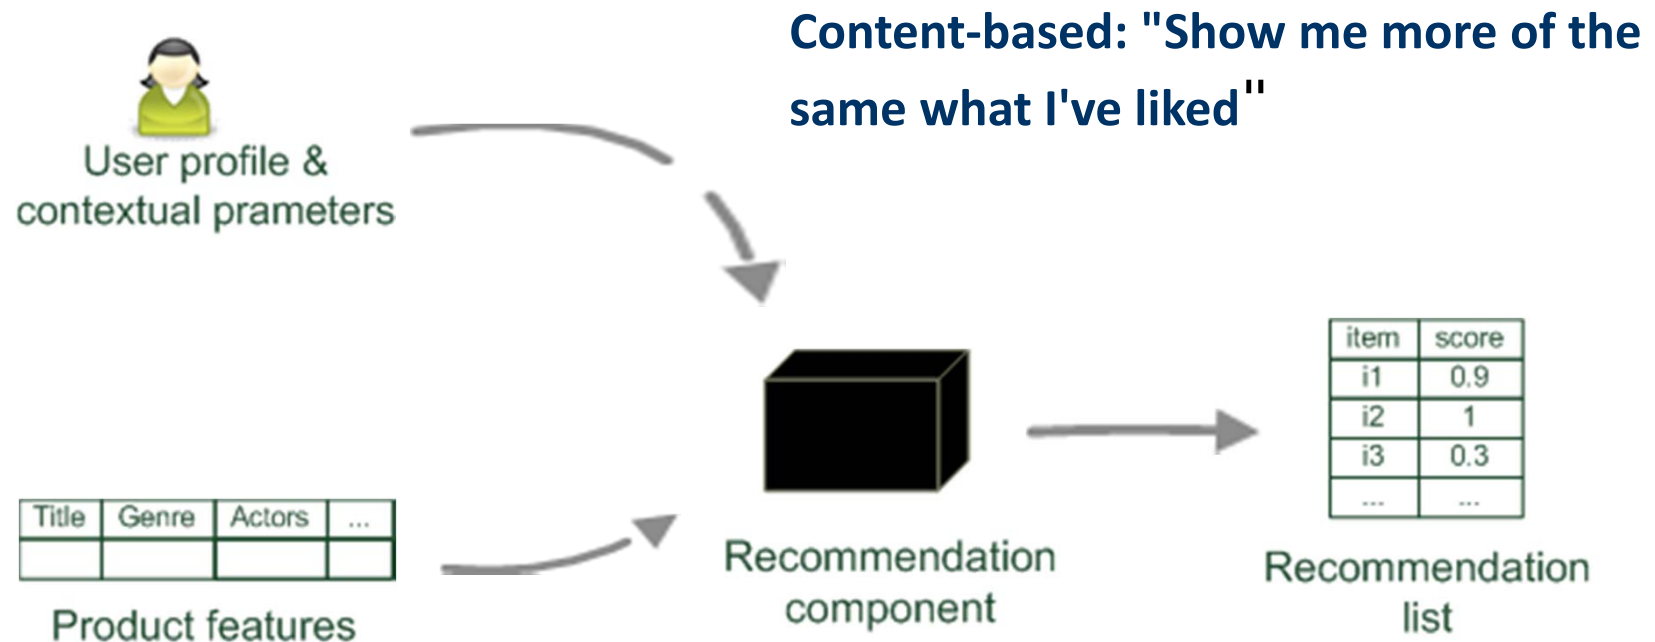 Content-based: "Show me more of the
same what I've liked"
User profile &
contextual prameters
item score
i1 0.9
i2 1
i3 0.3
... ...
Title Genre Actors ...
Product features
Recommendation
component
Recommendation
list